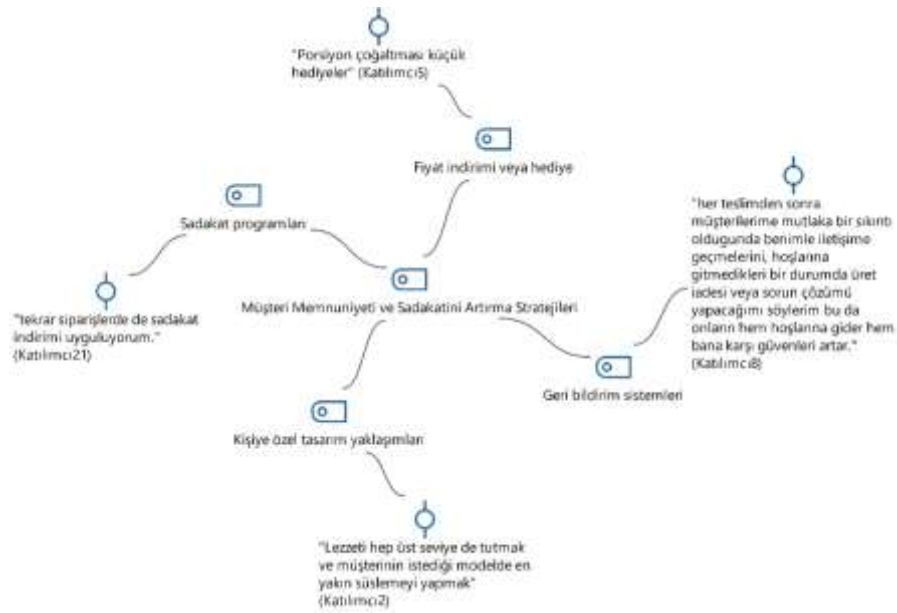 "Porsiyon çoğaltması küçük
hediyeler" (Katılımcı5)
Fiyat indirimi veya hediye
Sadakat programları
"her teslimden sonra
müşterilerime mutlaka bir sıkıntı
oldugunda benimle iletişime
geçmelerini, hoşlarına
gitmedikleri bir durumda üret
iadesi veya sorun çözümü
yapacağımı söylerim bu da
onların hem hoşlarına gider hem
bana karşı güvenleri artar."
(Katılımcı8)
Müşteri Memnuniyeti ve Sadakatini Artırma Stratejileri
"tekrar siparişlerde de sadakat
indirimi uyguluyorum."
(Katılımcı21)
Geri bildirim sistemleri
Kişiye özel tasarım yaklaşımları
"Lezzeti hep üst seviye de tutmak
ve müşterinin istediği modelde en
yakın süslemeyi yapmak"
(Katılımcı2)